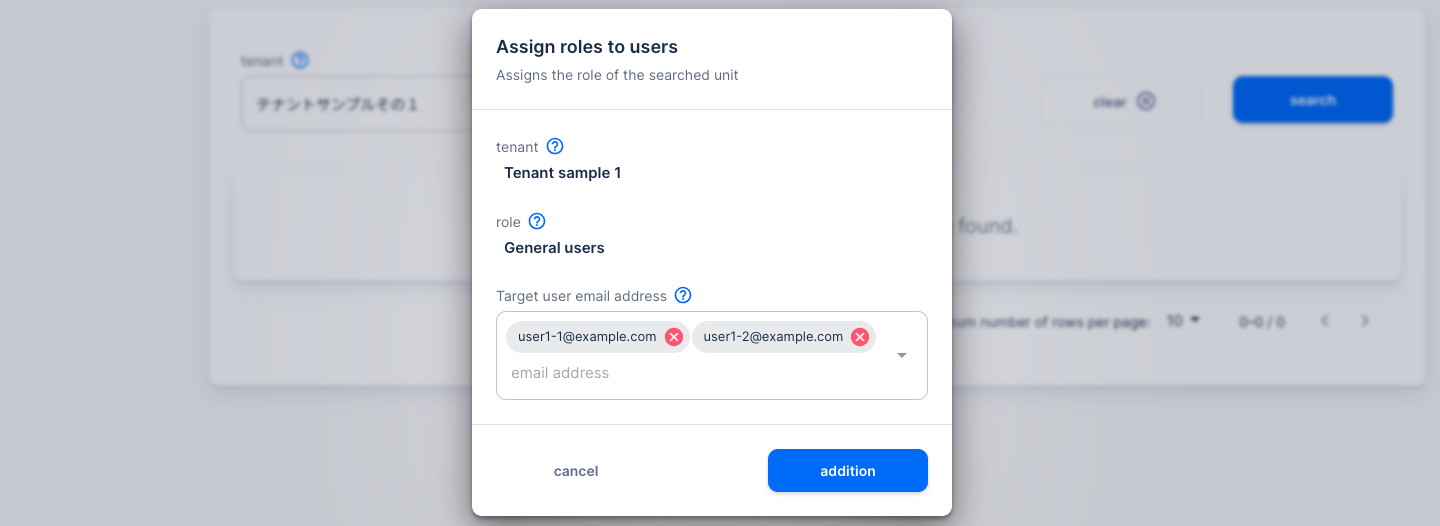 Assign roles to users
Assigns the role of the searched unit
tenant
テナントサンプルその１
clear
search
tenant
Tenant sample 1
role
General users
found.
Target user email address
user1-1@example.com user1-2@example.com
email address
number of rows per page: 10 0-0 / 0
cancel addition